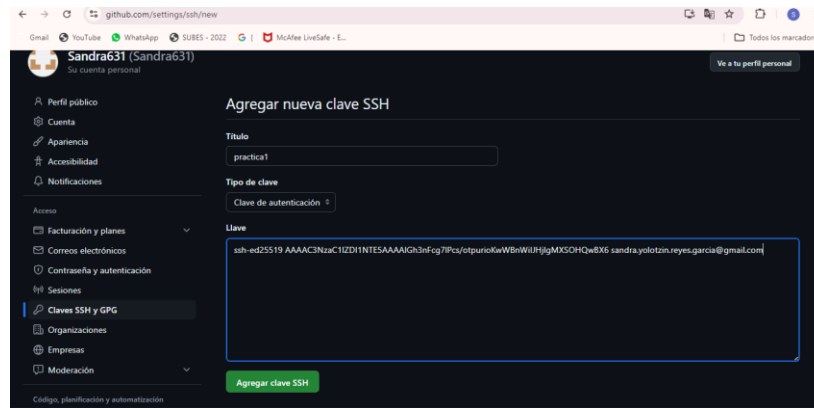 github.com/settings/ssh/new
Gmail YouTube WhatsApp SUBES - 2022 G ( McAfee LiveSafe - E... Todos los marcador
Sandra631 (Sandra631)
Su cuenta personal
Ve a tu perfil personal
Perfil público
Cuenta
Apariencia
Accesibilidad
Notificaciones
Acceso
Facturación y planes
Correos electrónicos
Contraseña y autenticación
Sesiones
Claves SSH y GPG
Organizaciones
Empresas
Moderación
Código, planificación y automatización
Agregar nueva clave SSH
Título
practica1
Tipo de clave
Clave de autenticación
Llave
ssh-ed25519 sandra.yolotzin.reyes.garcia@gmail.com
Agregar clave SSH